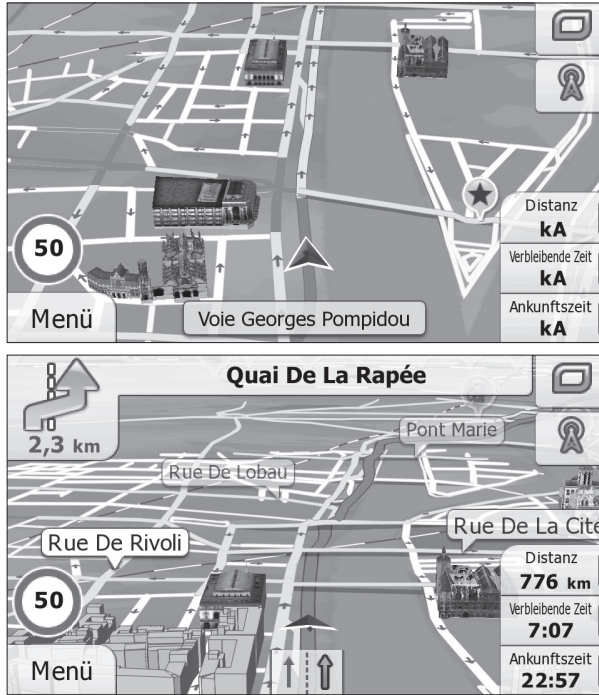 Distanz
kA
Verbleibende Zeit
kA
Ankunftszeit
kA
50
Menü
Voie Georges Pompidou
Quai De La Rapée
2,3 km
Pont Marie
Rue De Lobau
Rue De La Cité
Rue De Rivoli
Distanz
776 km
Verbleibende Zeit
7:07
Ankunftszeit
22:57
50
Menü